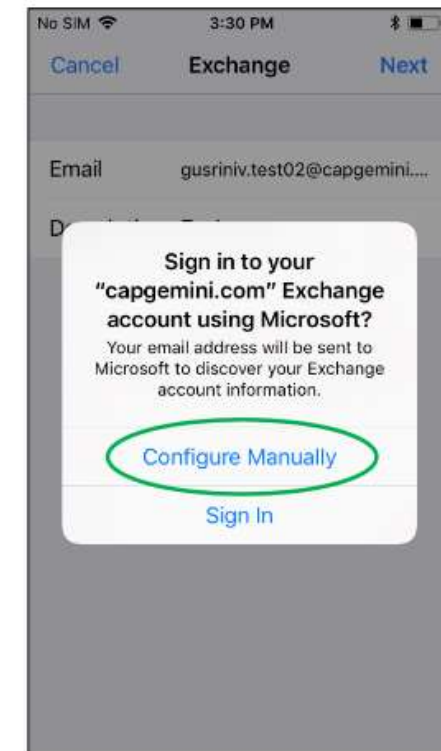 No SIM 3:30 PM
Cancel Exchange Next
Email gusriniv.test02@capgemini....
Sign in to your
"capgemini.com" Exchange
account using Microsoft?
Your email address will be sent to
Microsoft to discover your Exchange
account information.
Configure Manually
Sign In